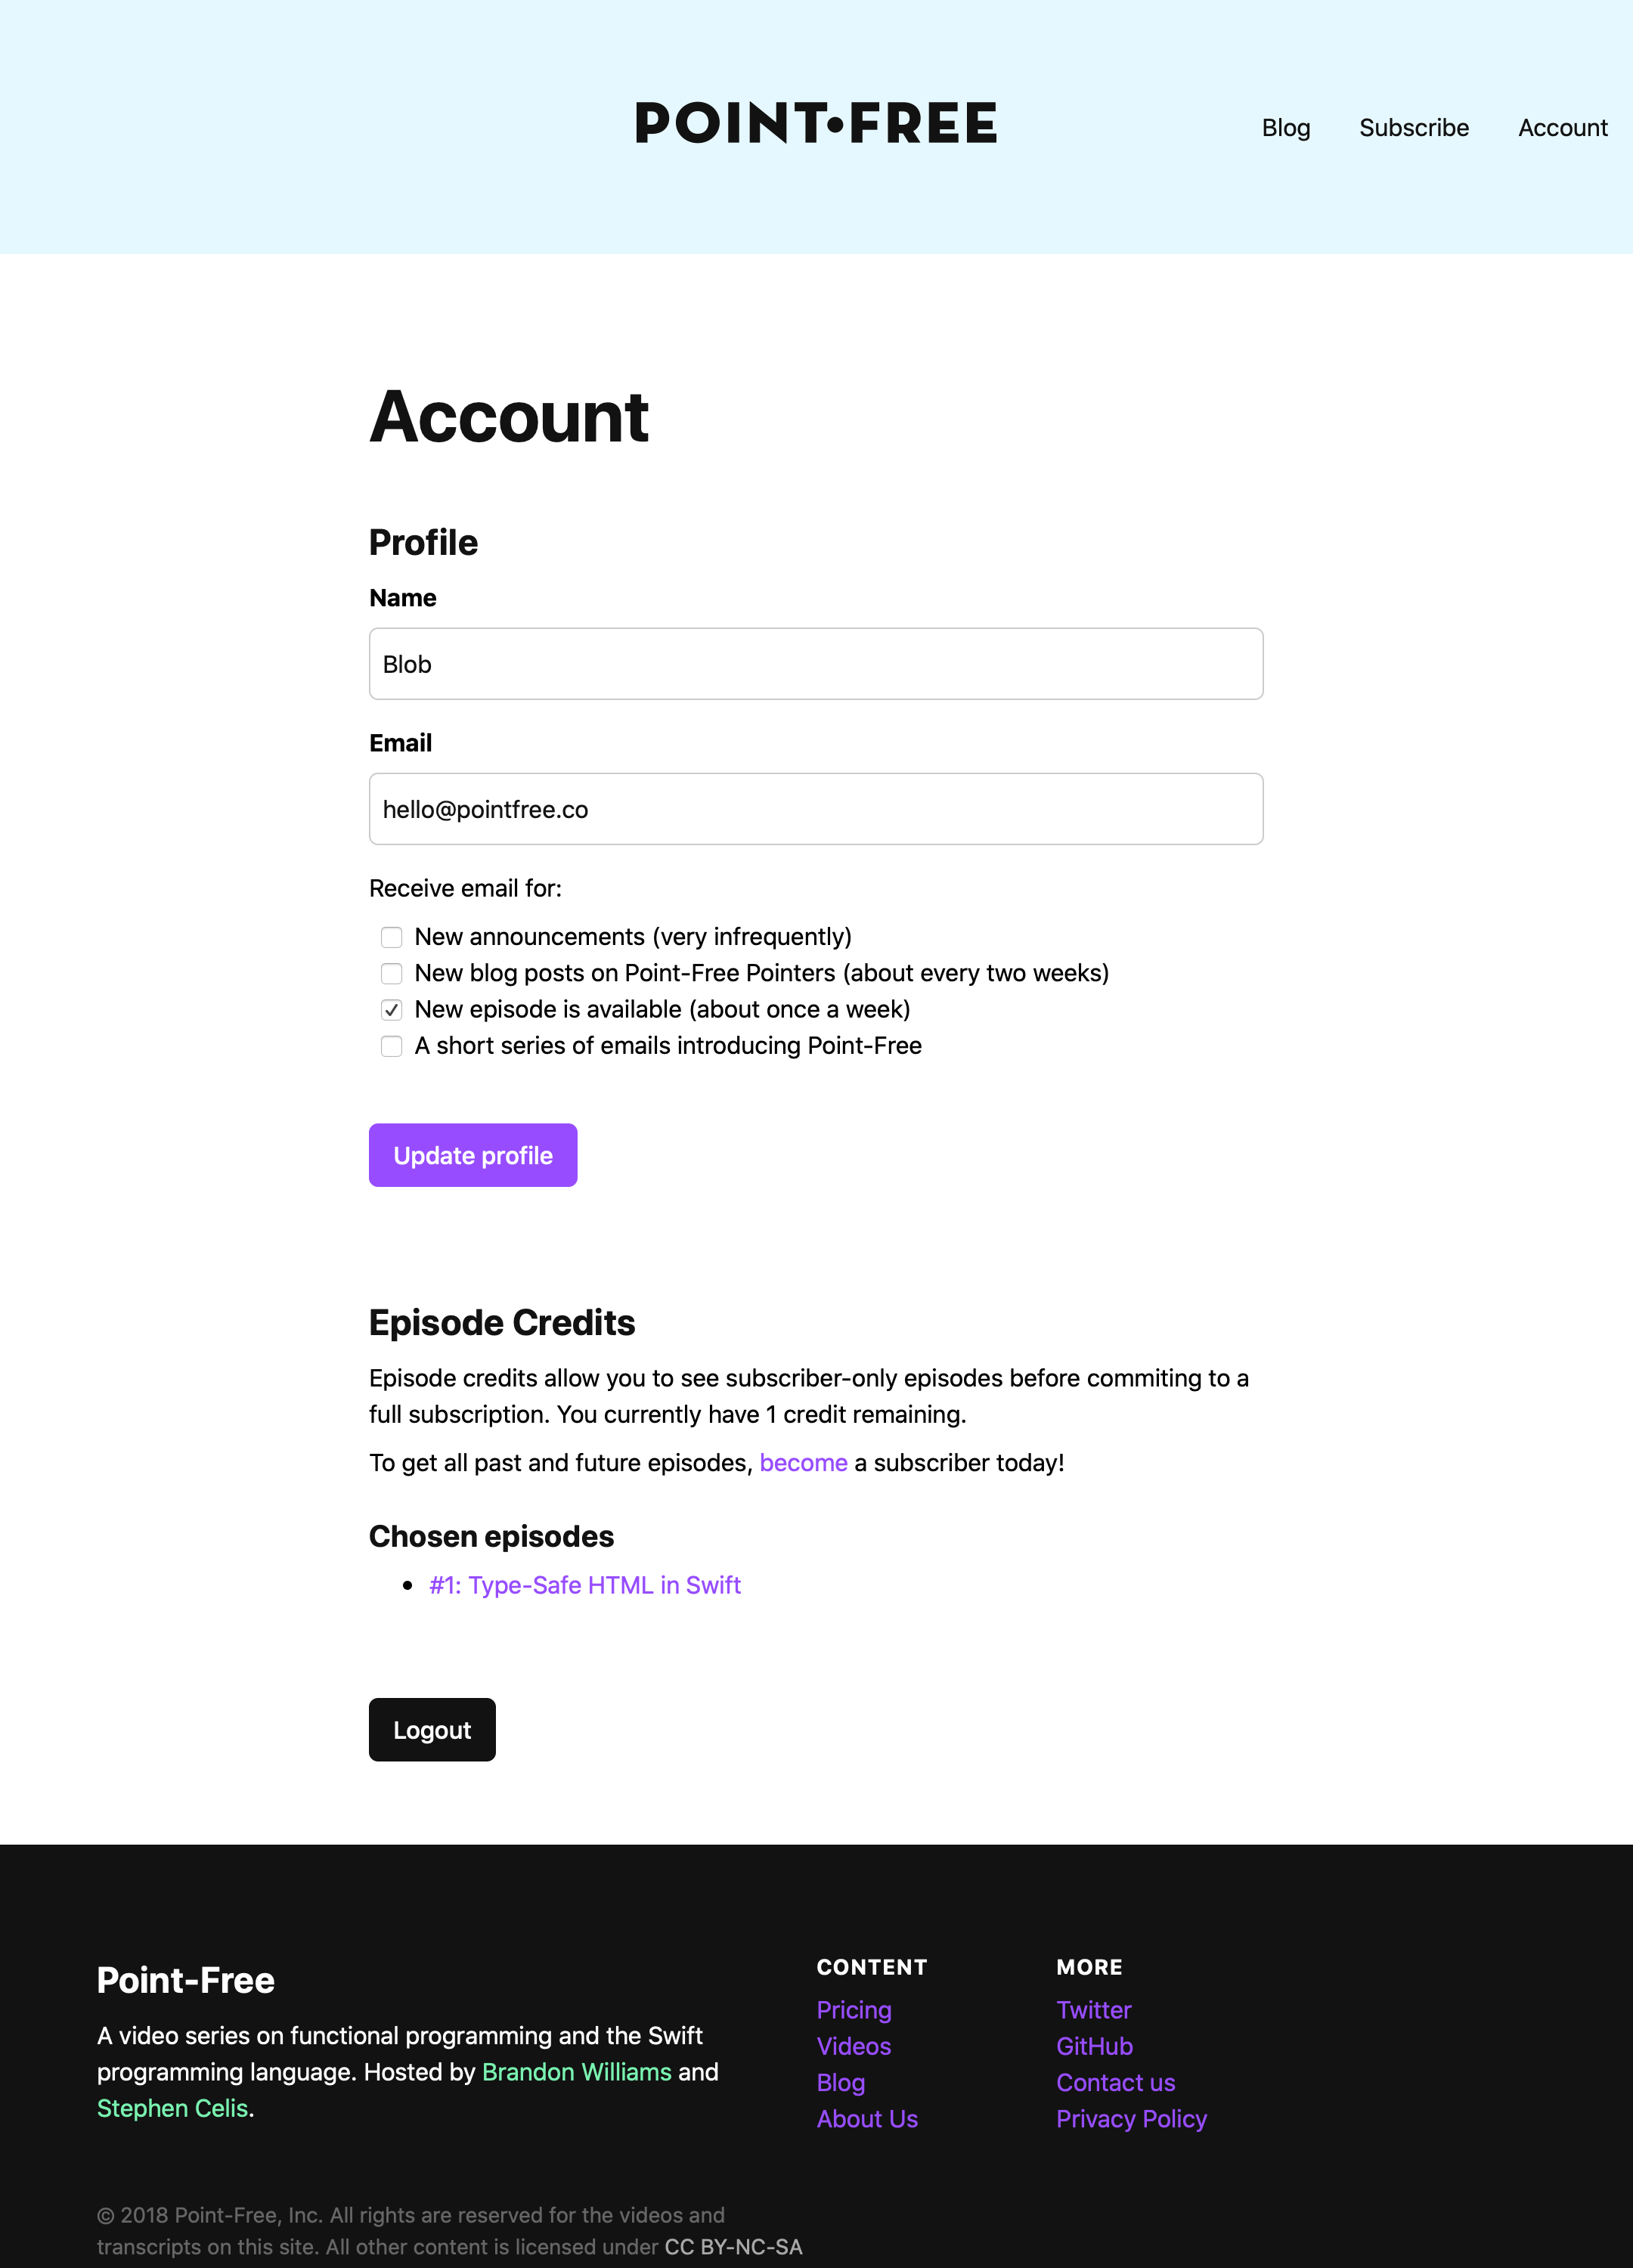 POINT•FREE
Blog
Subscribe
Account
Account
Profile
Name
Blob
Email
hello@pointfree.co
Receive email for:
New announcements (very infrequently)
New blog posts on Point-Free Pointers (about every two weeks)
New episode is available (about once a week)
A short series of emails introducing Point-Free
Update profile
Episode Credits
Episode credits allow you to see subscriber-only episodes before commiting to a
full subscription. You currently have 1 credit remaining.
To get all past and future episodes, become a subscriber today!
Chosen episodes
#1: Type-Safe HTML in Swift
Logout
Point-Free
A video series on functional programming and the Swift
programming language. Hosted by Brandon Williams and
Stephen Celis.
CONTENT
Pricing
Videos
Blog
About Us
MORE
Twitter
GitHub
Contact us
Privacy Policy
© 2018 Point-Free, Inc. All rights are reserved for the videos and
transcripts on this site. All other content is licensed under CC BY-NC-SA